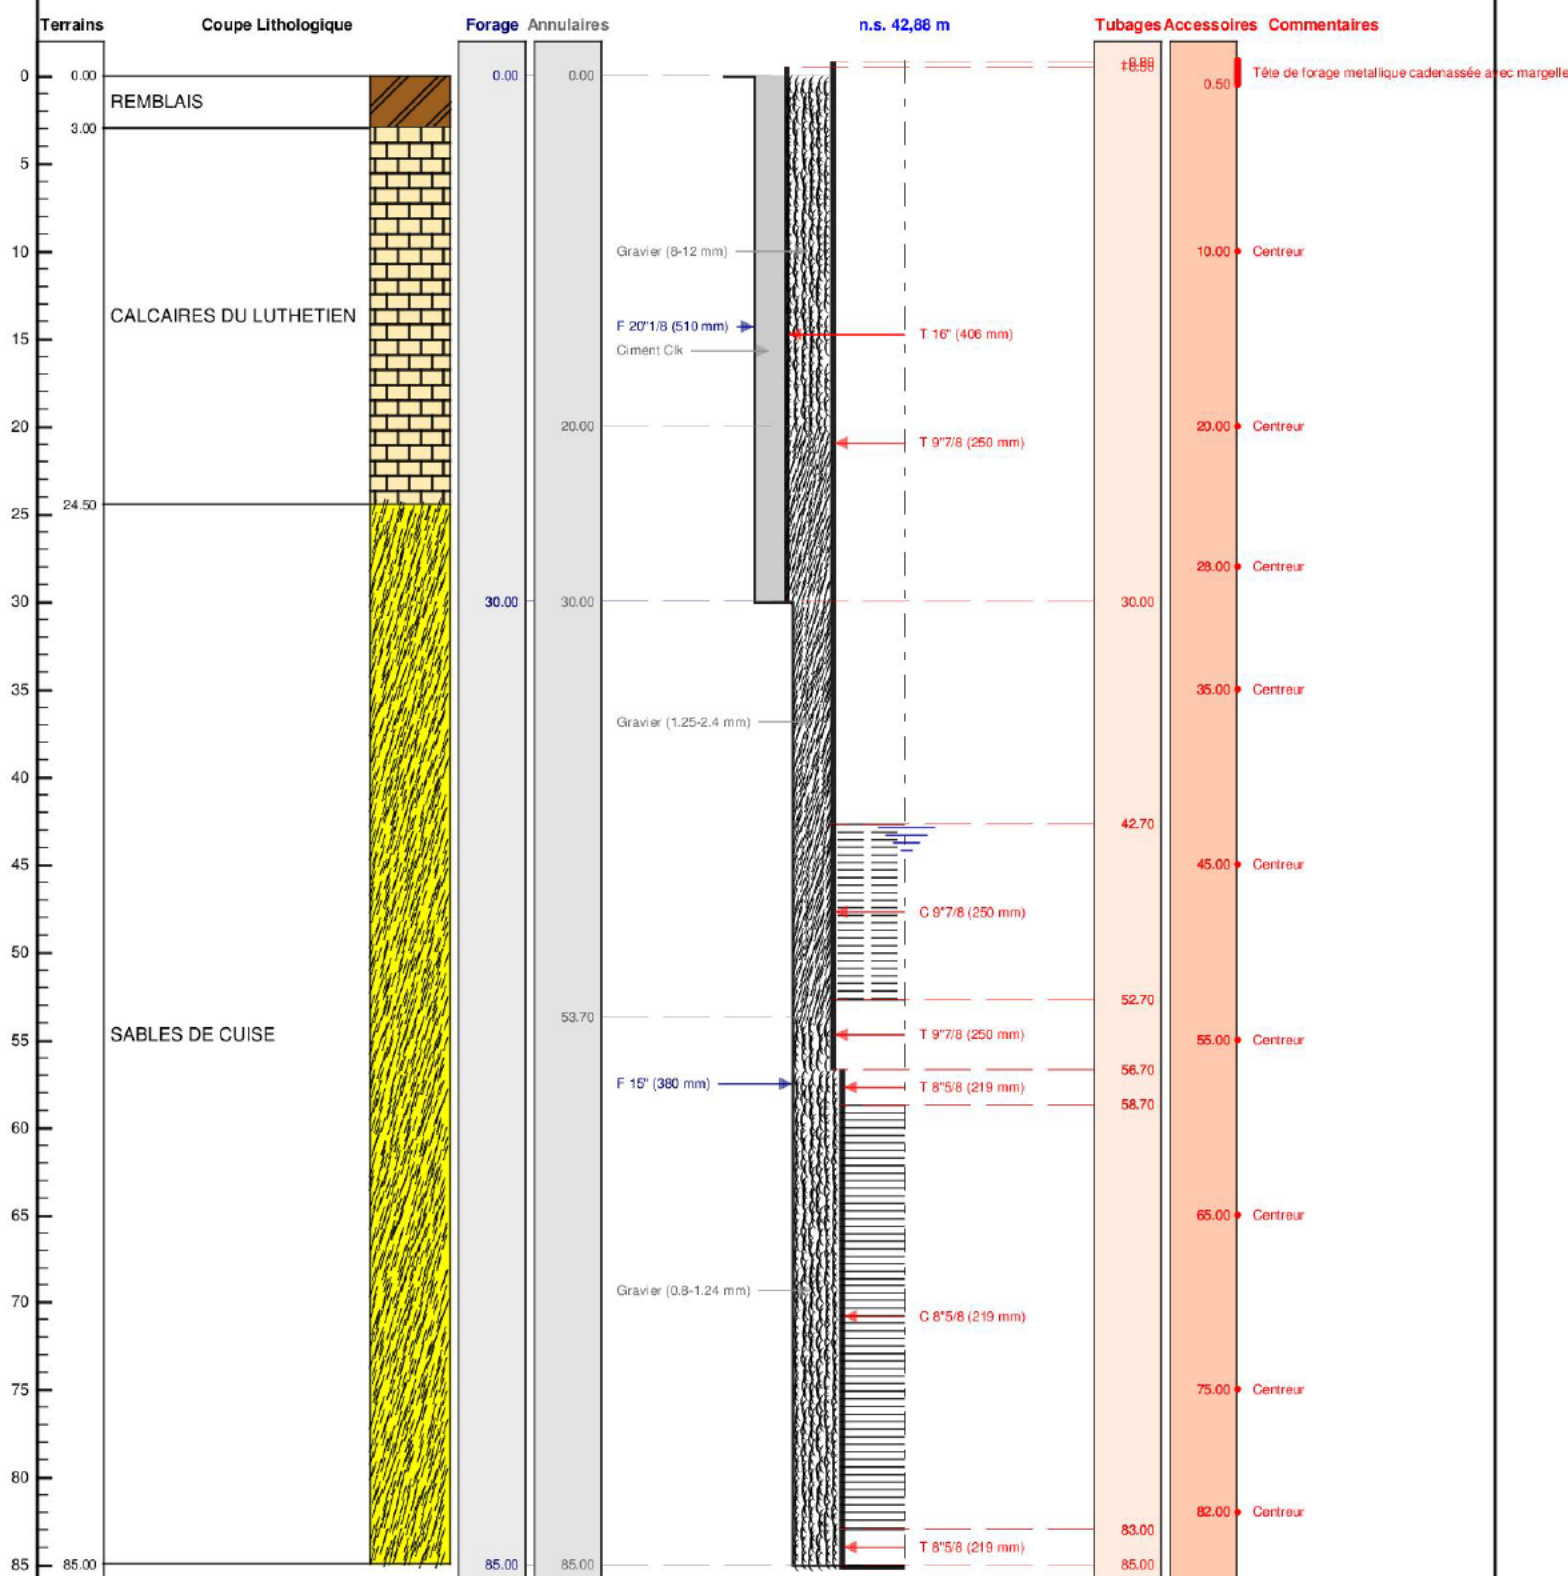 Terrains Coupe Lithologique Forage Annulaires n.s. 42,88 m Tubages Accessoires Commentaires
0 0.00 0.00 0.00
Tête de forage metallique cadenassée avec margelle
0.50
REMBLAIS
3.00
5
10 Gravier (8-12 mm) 10.00 Centreur
CALCAIRES DU LUTHETIEN
F 20"1/8 (510 mm)
T 16" (406 mm)
15
Ciment Clk
20 20.00 20.00 Centreur
T 9"7/8 (250 mm)
24.50
25
28.00 Centreur
30 30.00 30.00 30.00
35 35.00 Centreur
Gravier (1.25-2.4 mm)
40
42.70
45 45.00 Centreur
C 9"7/8 (250 mm)
50
52.70
53.70
SABLES DE CUISE
T 9"7/8 (250 mm)
55 55.00 Centreur
56.70
F 15" (380 mm)
T 8"5/8 (219 mm)
58.70
60
65 65.00 Centreur
Gravier (0.8-1.24 mm)
70
C 8"5/8 (219 mm)
75 75.00 Centreur
80
82.00 Centreur
83.00
T 8"5/8 (219 mm)
85 85.00 85.00 85.00 85.00